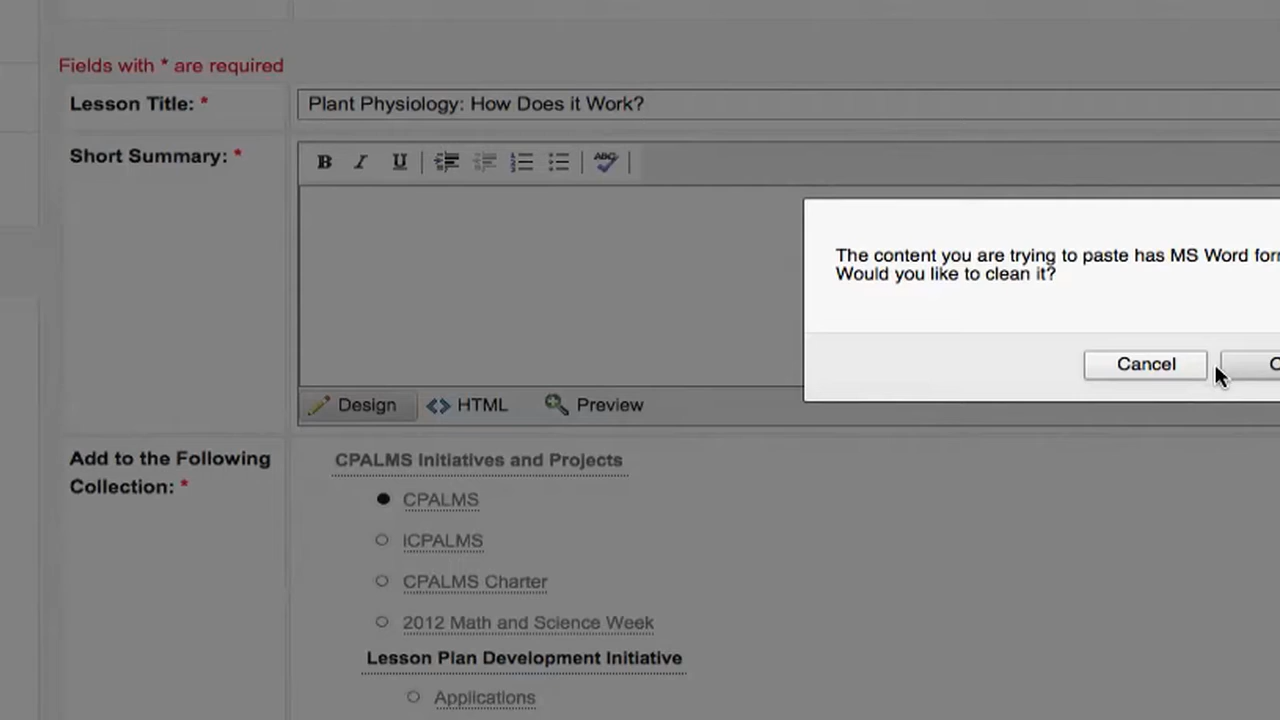 Fields with * are required
Lesson Title: *
Plant Physiology: How Does it Work?
Short Summary: *
B I U ABC
The content you are trying to paste has MS Word
Would you like to clean it?
Cancel
Design HTML Preview
Add to the Following
Collection: *
CPALMS Initiatives and Projects
CPALMS
ICPALMS
CPALMS Charter
2012 Math and Science Week
Lesson Plan Development Initiative
Applications